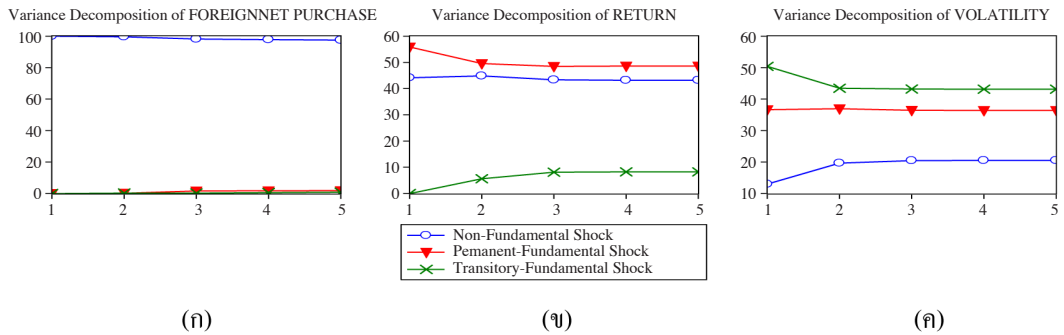 Variance Decomposition of FOREIGNNET PURCHASE
100
80
60
40
20
0
1 2 3 4 5
Variance Decomposition of RETURN
60
50
40
30
20
10
0
1 2 3 4 5
Variance Decomposition of VOLATILITY
60
50
40
30
20
10
1 2 3 4 5
Non-Fundamental Shock
Pemanent-Fundamental Shock
Transitory-Fundamental Shock
(ก) (ข) (ค)